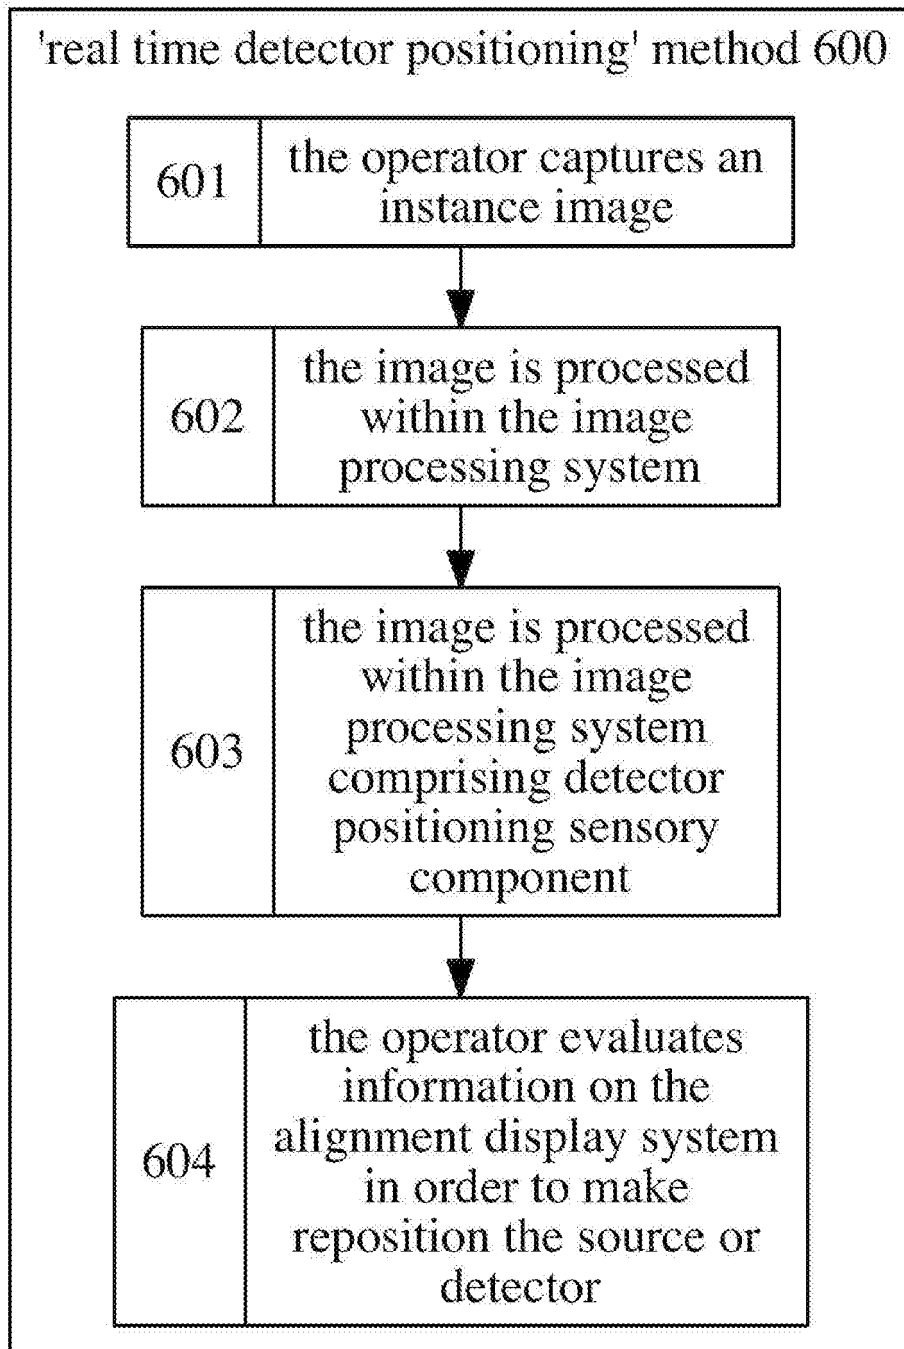 'real time detector positioning' method 600
601
the operator captures an
instance image
602
the image is processed
within the image
processing system
603
the image is processed
within the image
processing system
comprising detector
positioning sensory
component
604
the operator evaluates
information on the
alignment display system
in order to make
reposition the source or
detector